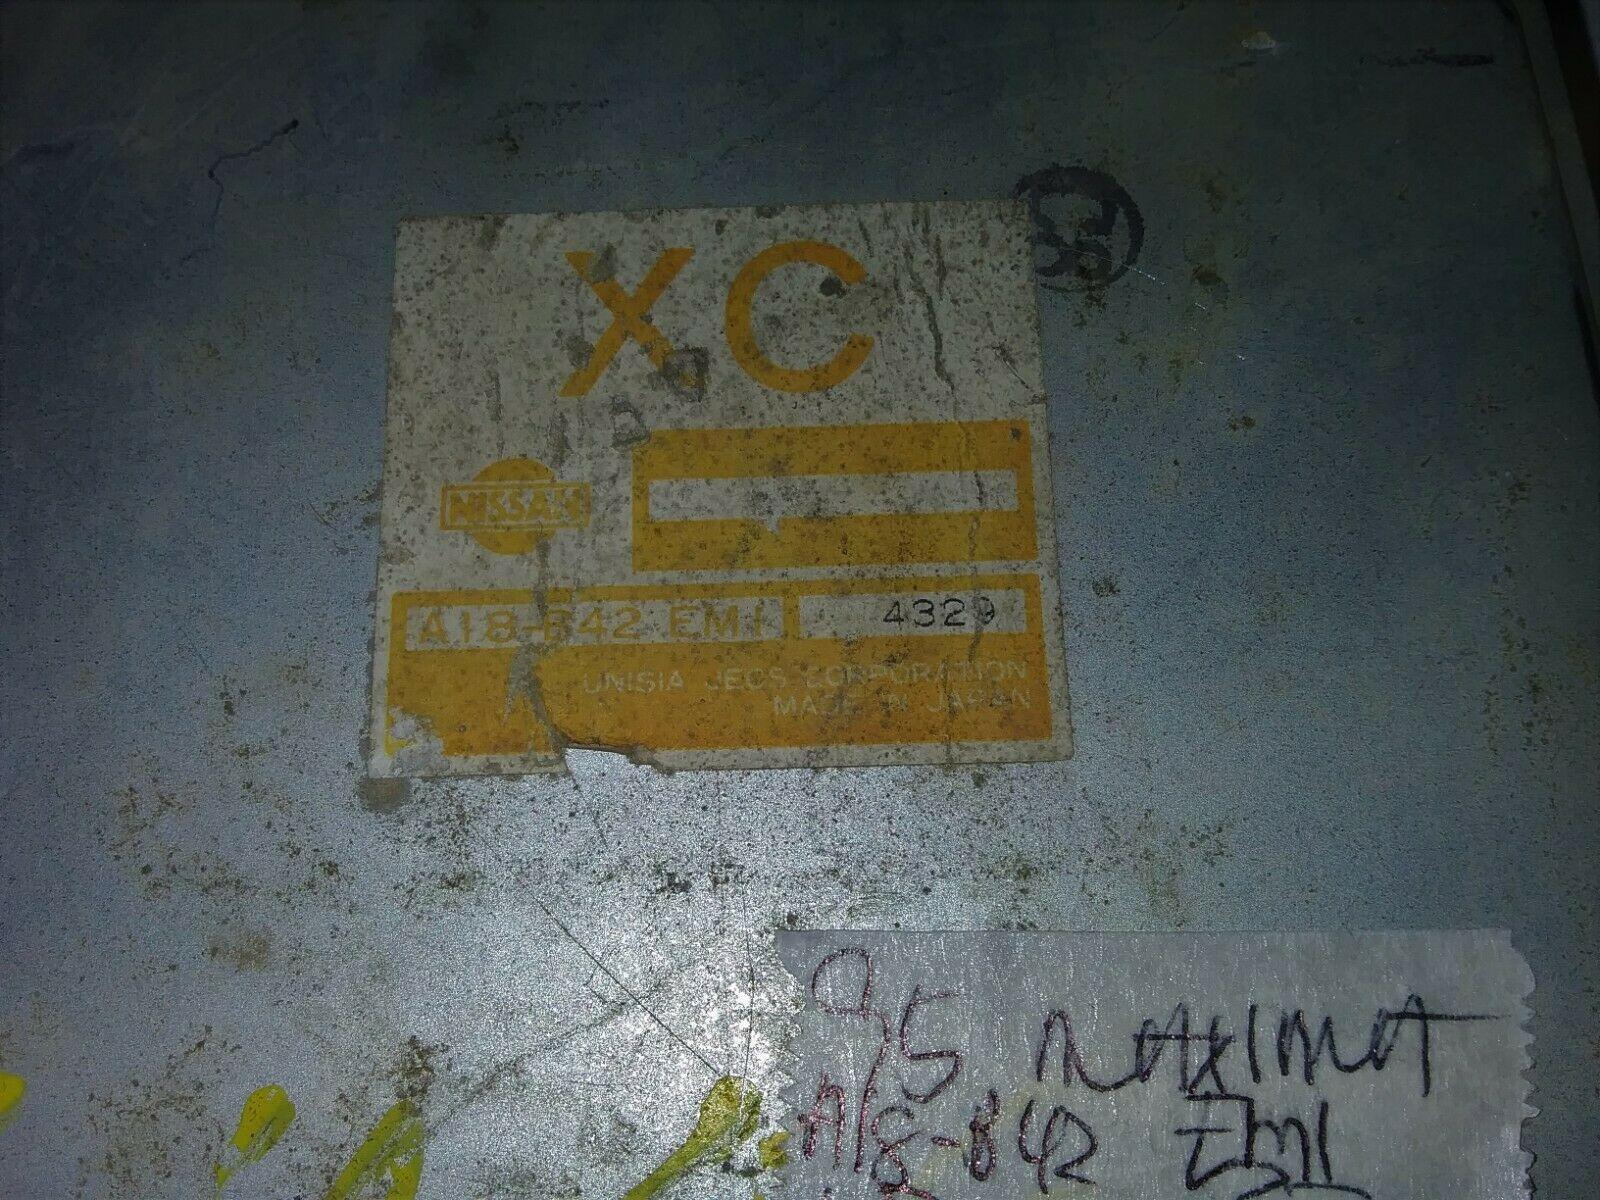 XC
NISSAN
A18-B42 EM1 4329
UNISIA JECS CORPORATION
MADE IN JAPAN
95 MAXIMA
A18-B42 EM1